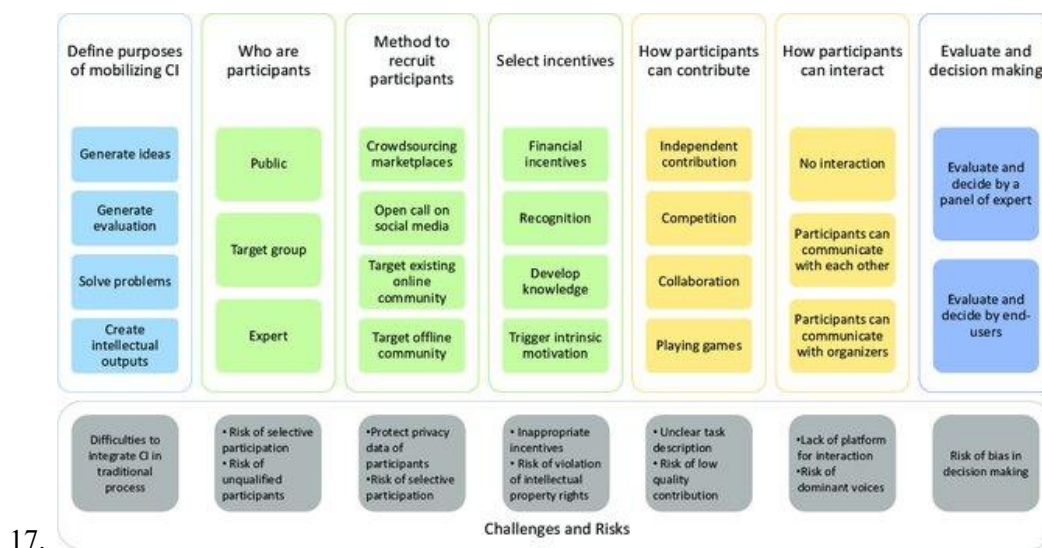 Define purposes
of mobilizing CI
Generate ideas
Generate
evaluation
Solve problems
Create
intellectual
outputs
Who are
participants
Public
Target group
Expert
Method to
recruit
participants
Crowdsourcing
marketplaces
Open call on
social media
Target existing
online
community
Target offline
community
Select incentives
Financial
incentives
Recognition
Develop
knowledge
Trigger intrinsic
motivation
How participants
can contribute
Independent
contribution
Competition
Collaboration
Playing games
How participants
can interact
No interaction
Participants can
communicate
with each other
Participants can
communicate
with organizers
Evaluate and
decision making
Evaluate and
decide by a
panel of expert
Evaluate and
decide by end-
users
Difficulties to
integrate CI in
traditional
process
• Risk of selective
participation
• Risk of
unqualified
participants
•Protect privacy
data of
participants
•Risk of selective
participation
• Inappropriate
incentives
• Risk of violation
of intellectual
property rights
• Unclear task
description
• Risk of low
quality
contribution
•Lack of platform
for interaction
•Risk of
dominant voices
Risk of bias in
decision making
Challenges and Risks
17.